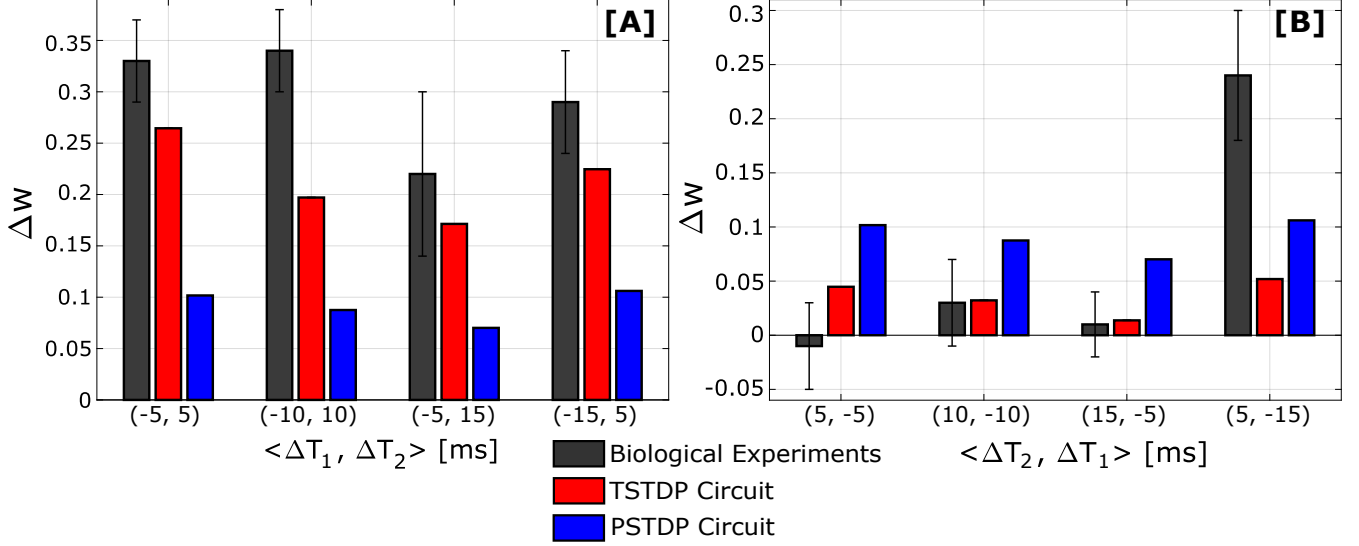 [A]
0.35
0.3
0.25
0.2
0.15
0.1
0.05
0
Δw
(-5, 5) (-10, 10) (-5, 15) (-15, 5)
<ΔT1, ΔT2> [ms]
[B]
0.3
0.25
0.2
0.15
0.1
0.05
0
-0.05
Δw
(5, -5) (10, -10) (15, -5) (5, -15)
<ΔT2, ΔT1> [ms]
Biological Experiments
TSTDP Circuit
PSTDP Circuit